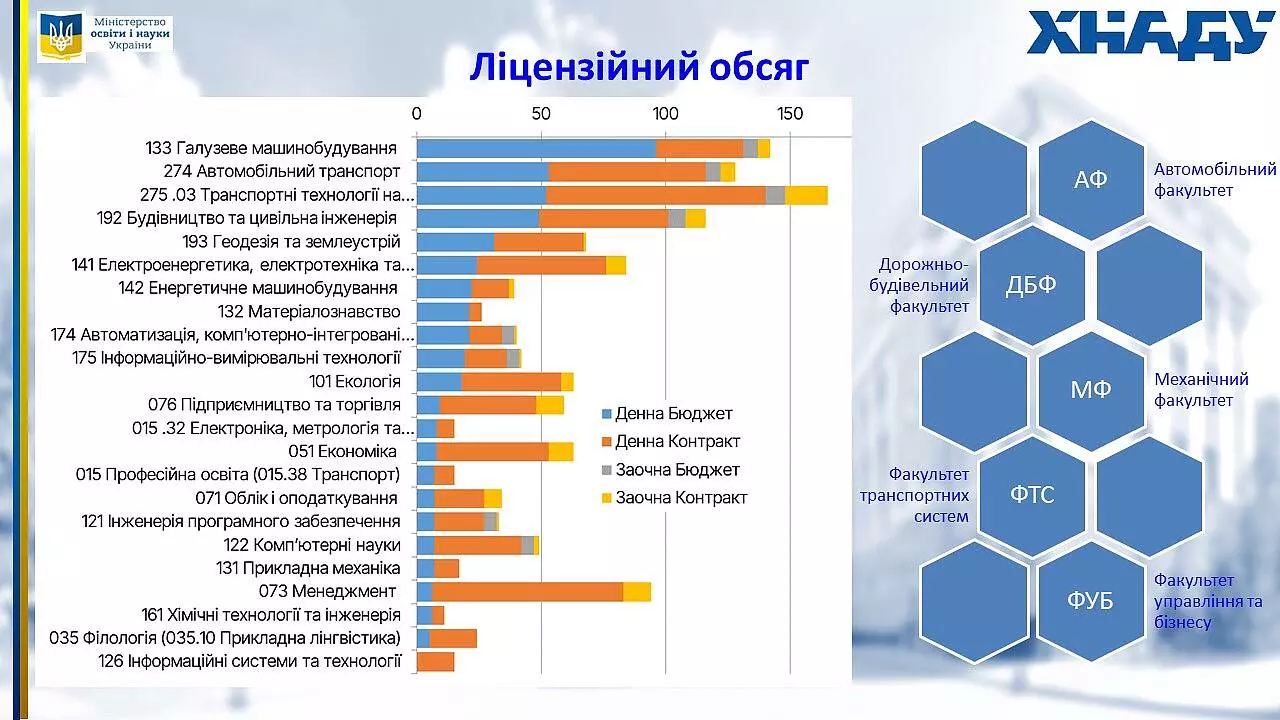 Міністерство
освіти і науки
України
ХНАДУ
Ліцензійний обсяг
0 50 100 150
133 Галузеве машинобудування
274 Автомобільний транспорт
275 .03 Транспортні технології на...
192 Будівництво та цивільна інженерія
193 Геодезія та землеустрій
141 Електроенергетика, електротехніка та...
142 Енергетичне машинобудування
132 Матеріалознавство
174 Автоматизація, комп'ютерно-інтегровані...
175 Інформаційно-вимірювальні технології
101 Екологія
076 Підприємництво та торгівля
015 .32 Електроніка, метрологія та...
051 Економіка
015 Професійна освіта (015.38 Транспорт)
071 Облік і оподаткування
121 Інженерія програмного забезпечення
122 Комп'ютерні науки
131 Прикладна механіка
073 Менеджмент
161 Хімічні технології та інженерія
035 Філологія (035.10 Прикладна лінгвістика)
126 Інформаційні системи та технології
Денна Бюджет
Денна Контракт
Заочна Бюджет
Заочна Контракт
АФ
Автомобільний
факультет
Дорожньо-
будівельний
факультет
ДБФ
МФ
Механічний
факультет
Факультет
транспортних
систем
ФТС
ФУБ
Факультет
управління та
бізнесу